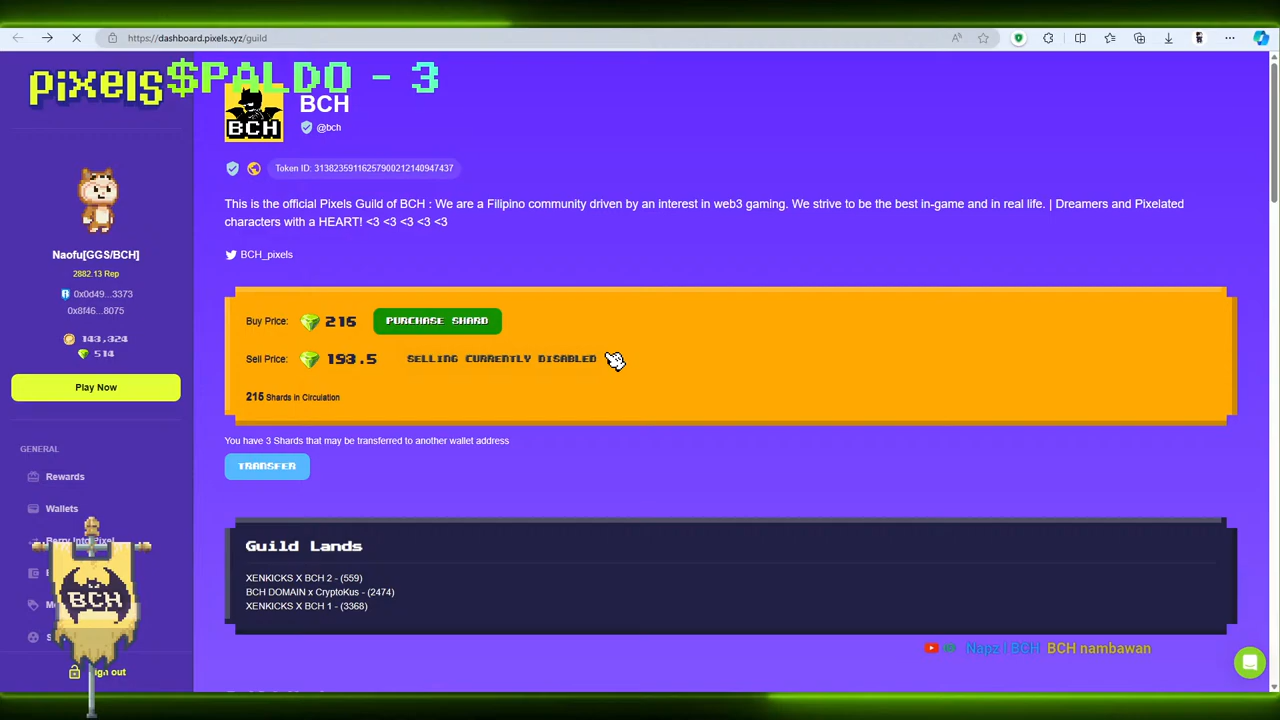 https://dashboard.pixels.xyz/guild
pixels
$PALDO - 3
BCH
BCH
@bch
Token ID: 31382359116257900212140947437
This is the official Pixels Guild of BCH : We are a Filipino community driven by an interest in web3 gaming. We strive to be the best in-game and in real life. | Dreamers and Pixelated
characters with a HEART! <3 <3 <3 <3 <3
BCH_pixels
Naofu[GGS/BCH]
2882.13 Rep
0x0d49...3373
0x8f46...8075
143,324
514
Play Now
Buy Price: 216 PURCHASE SHARD
Sell Price: 193.5 SELLING CURRENTLY DISABLED
215 Shards in Circulation
You have 3 Shards that may be transferred to another wallet address
TRANSFER
GENERAL
Rewards
Wallets
Guild Lands
XENKICKS X BCH 2 - (559)
BCH DOMAIN x CryptoKus - (2474)
XENKICKS X BCH 1 - (3368)
BCH
Napz | BCH BCH nambawan